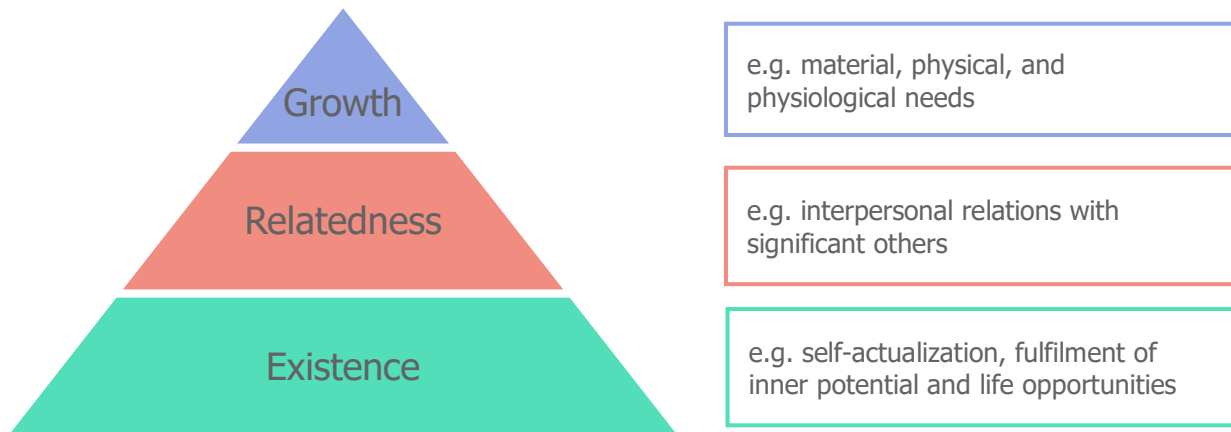 Growth
e.g. material, physical, and
physiological needs
Relatedness
e.g. interpersonal relations with
significant others
Existence
e.g. self-actualization, fulfilment of
inner potential and life opportunities